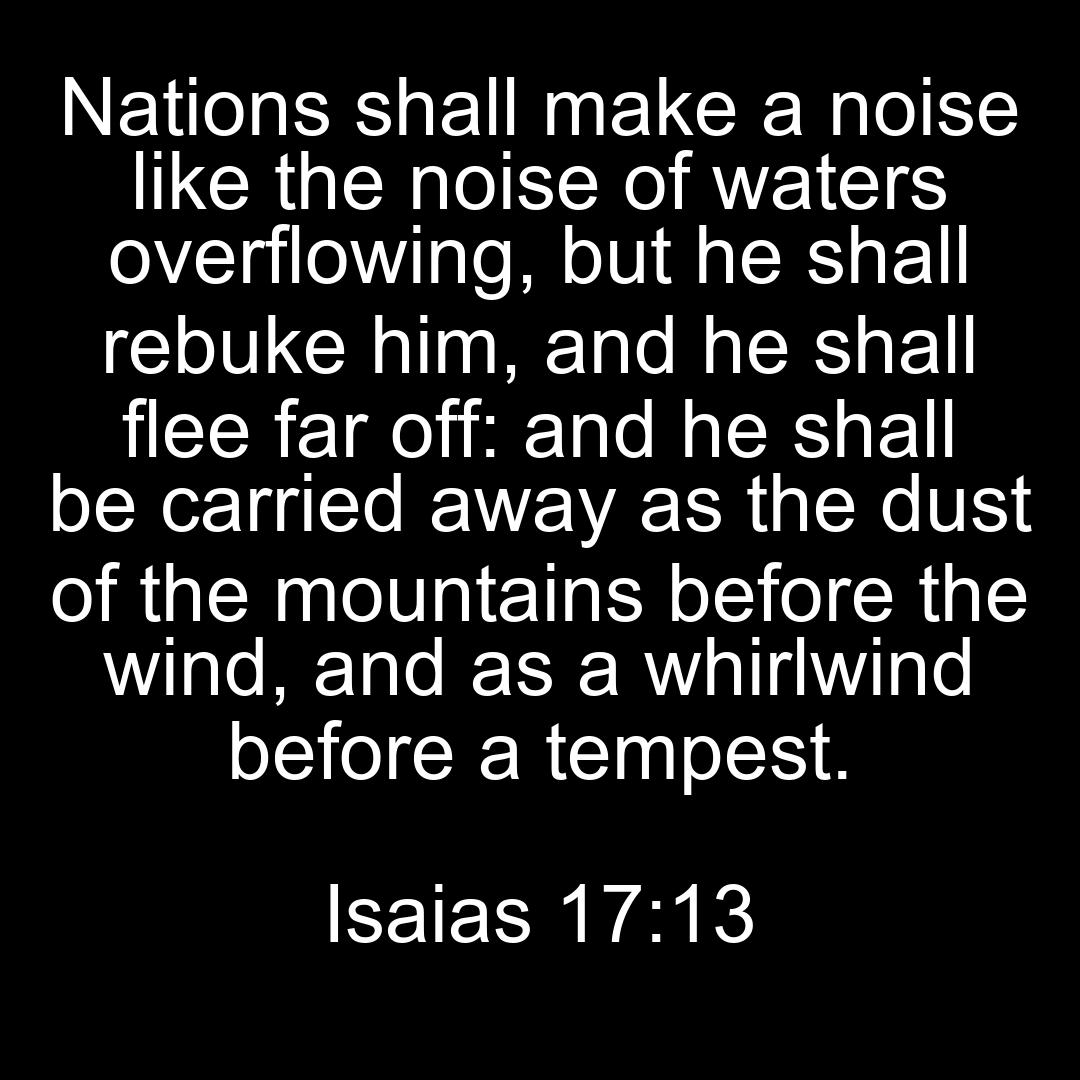 Nations shall make a noise
like the noise of waters
overflowing, but he shall
rebuke him, and he shall
flee far off: and he shall
be carried away as the dust
of the mountains before the
wind, and as a whirlwind
before a tempest.
Isaias 17:13